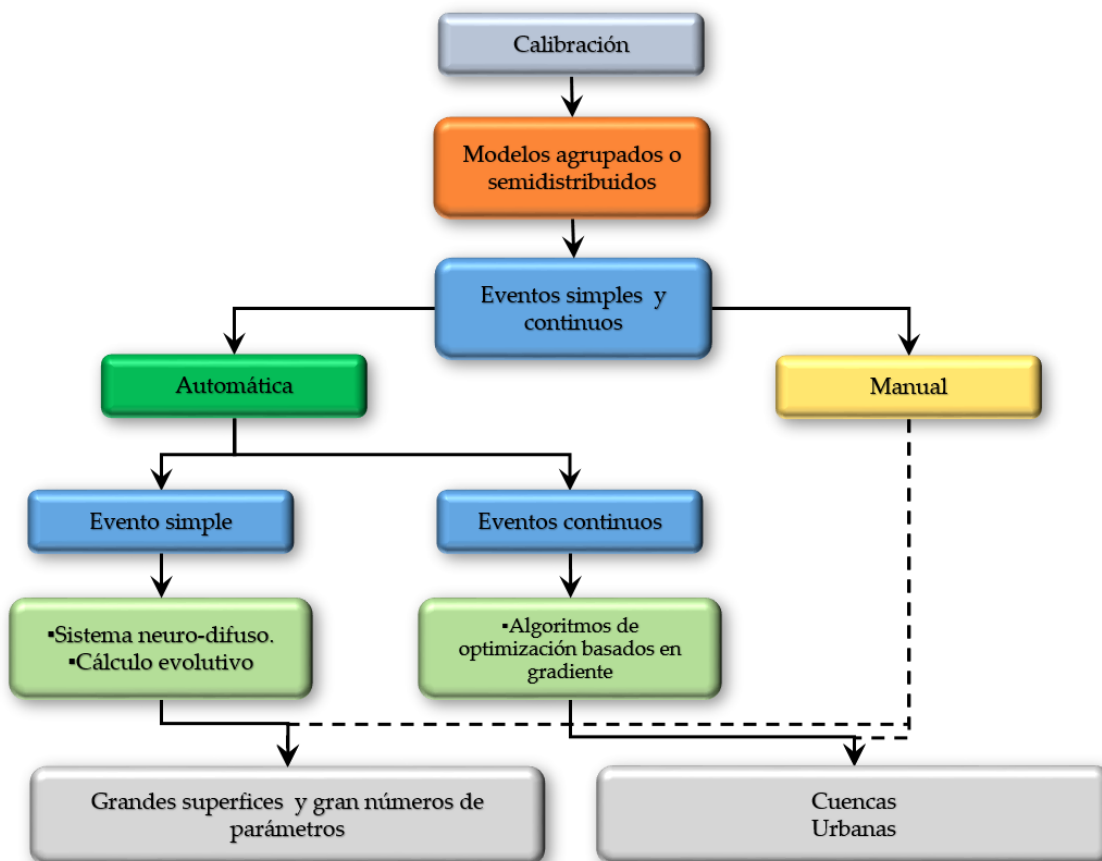 Calibración
Modelos agrupados o
semidistribuidos
Eventos simples y
continuos
Automática
Manual
Evento simple
Eventos continuos
▪Sistema neuro-difuso.
▪Cálculo evolutivo
▪Algoritmos de
optimización basados en
gradiente
Grandes superfices y gran números de
parámetros
Cuencas
Urbanas